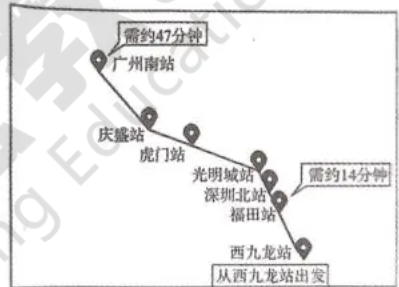 需约47分钟
广州南站
庆盛站
虎门站
光明城站
深圳北站
需约14分钟
福田站
西九龙站
从西九龙站出发
ng Education